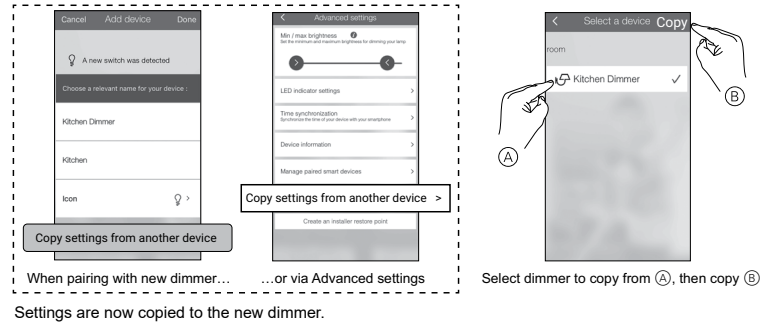 Cancel Add device Done
A new switch was detected
Choose a relevant name for your device :
Kitchen Dimmer
Kitchen
Icon >
Copy settings from another device
When pairing with new dimmer…
< Advanced settings
Min / max brightness i
Set the minimum and maximum brightness for dimming your lamp
LED indicator settings >
Time synchronization >
Synchronize the time of your device with your smartphone
Device information >
Manage paired smart devices >
Copy settings from another device >
Create an installer restore point
…or via Advanced settings
< Select a device Copy
room
Kitchen Dimmer ✓
A
B
Select dimmer to copy from Ⓐ, then copy Ⓑ
Settings are now copied to the new dimmer.